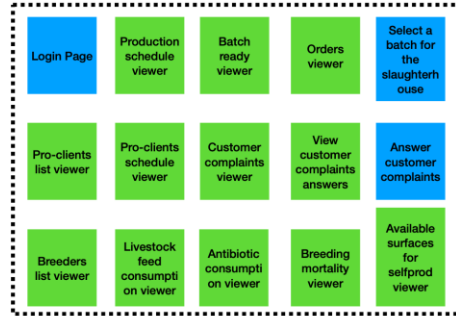 Login Page
Production
schedule
viewer
Batch
ready
viewer
Orders
viewer
Select a
batch for
the
slaughterh
ouse
Pro-clients
list viewer
Pro-clients
schedule
viewer
Customer
complaints
viewer
View
customer
complaints
answers
Answer
customer
complaints
Breeders
list viewer
Livestock
feed
consumpti
on viewer
Antibiotic
consumpti
on viewer
Breeding
mortality
viewer
Available
surfaces
for
selfprod
viewer